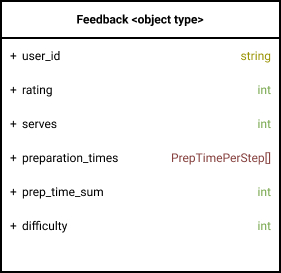 Feedback <object type>
+ user_id string
+ rating int
+ serves int
+ preparation_times PrepTimePerStep[]
+ prep_time_sum int
+ difficulty int